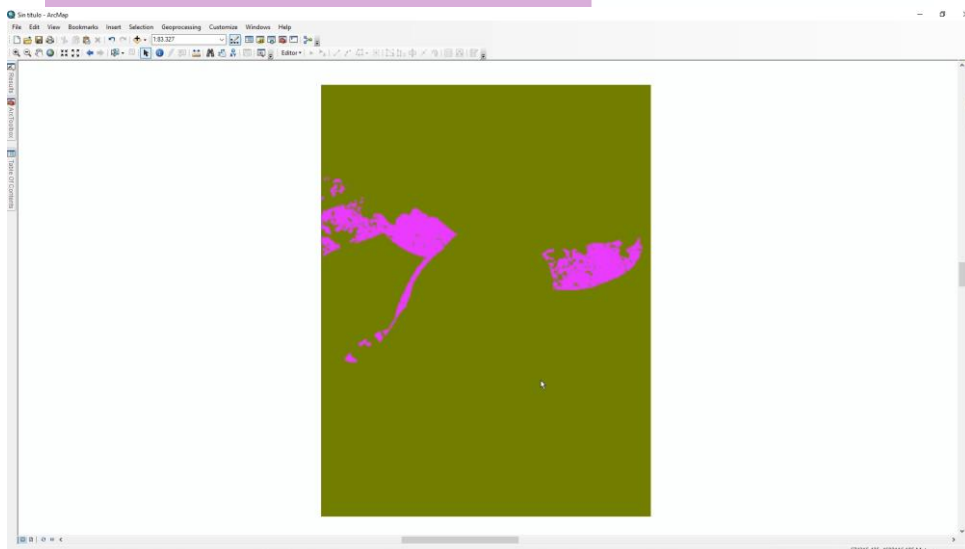 Sin título - ArcMap
File Edit View Bookmarks Insert Selection Geoprocessing Customize Windows Help
1:83.327
Editor
Results
ArcToolbox
Table Of Contents